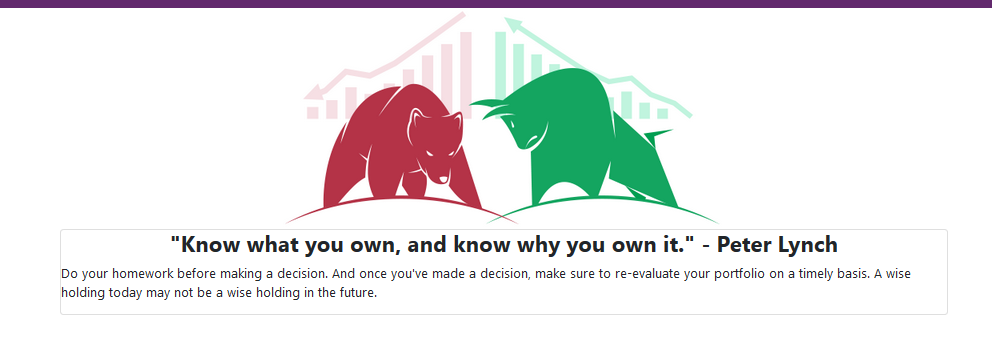 "Know what you own, and know why you own it." - Peter Lynch
Do your homework before making a decision. And once you've made a decision, make sure to re-evaluate your portfolio on a timely basis. A wise
holding today may not be a wise holding in the future.